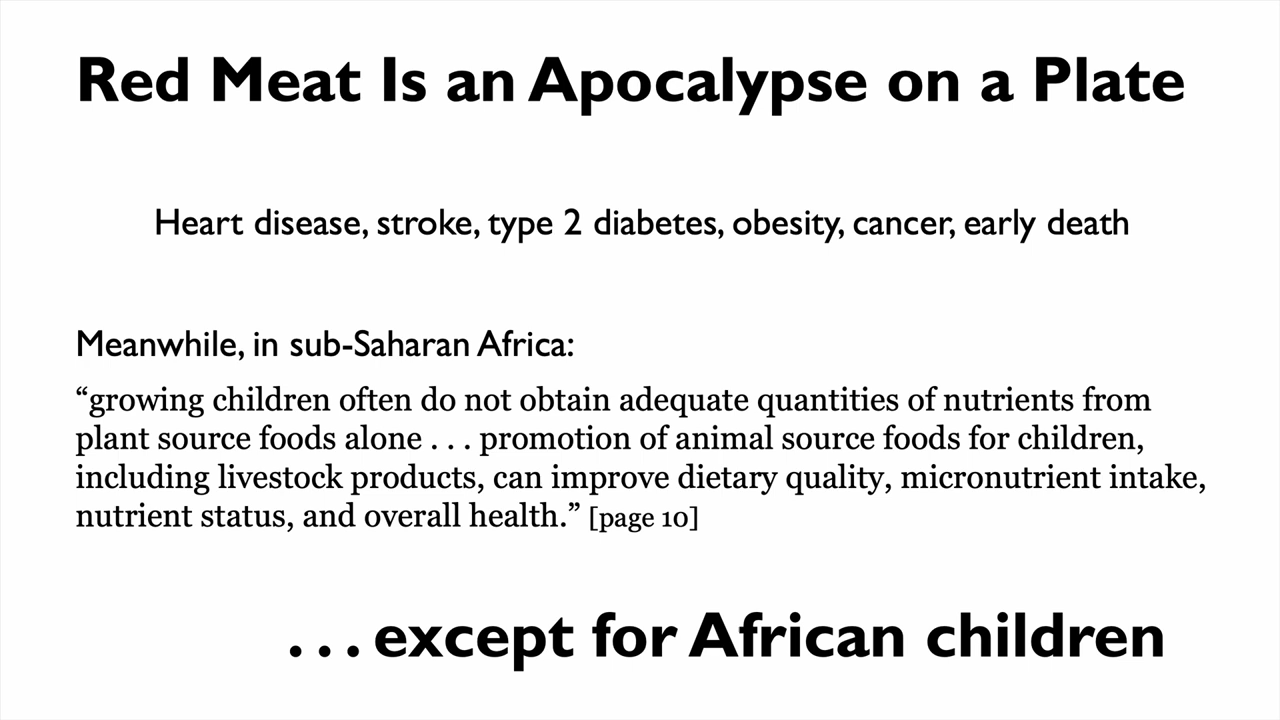 Red Meat Is an Apocalypse on a Plate
Heart disease, stroke, type 2 diabetes, obesity, cancer, early death
Meanwhile, in sub-Saharan Africa:
“growing children often do not obtain adequate quantities of nutrients from
plant source foods alone . . . promotion of animal source foods for children,
including livestock products, can improve dietary quality, micronutrient intake,
nutrient status, and overall health.” [page 10]
. . . except for African children